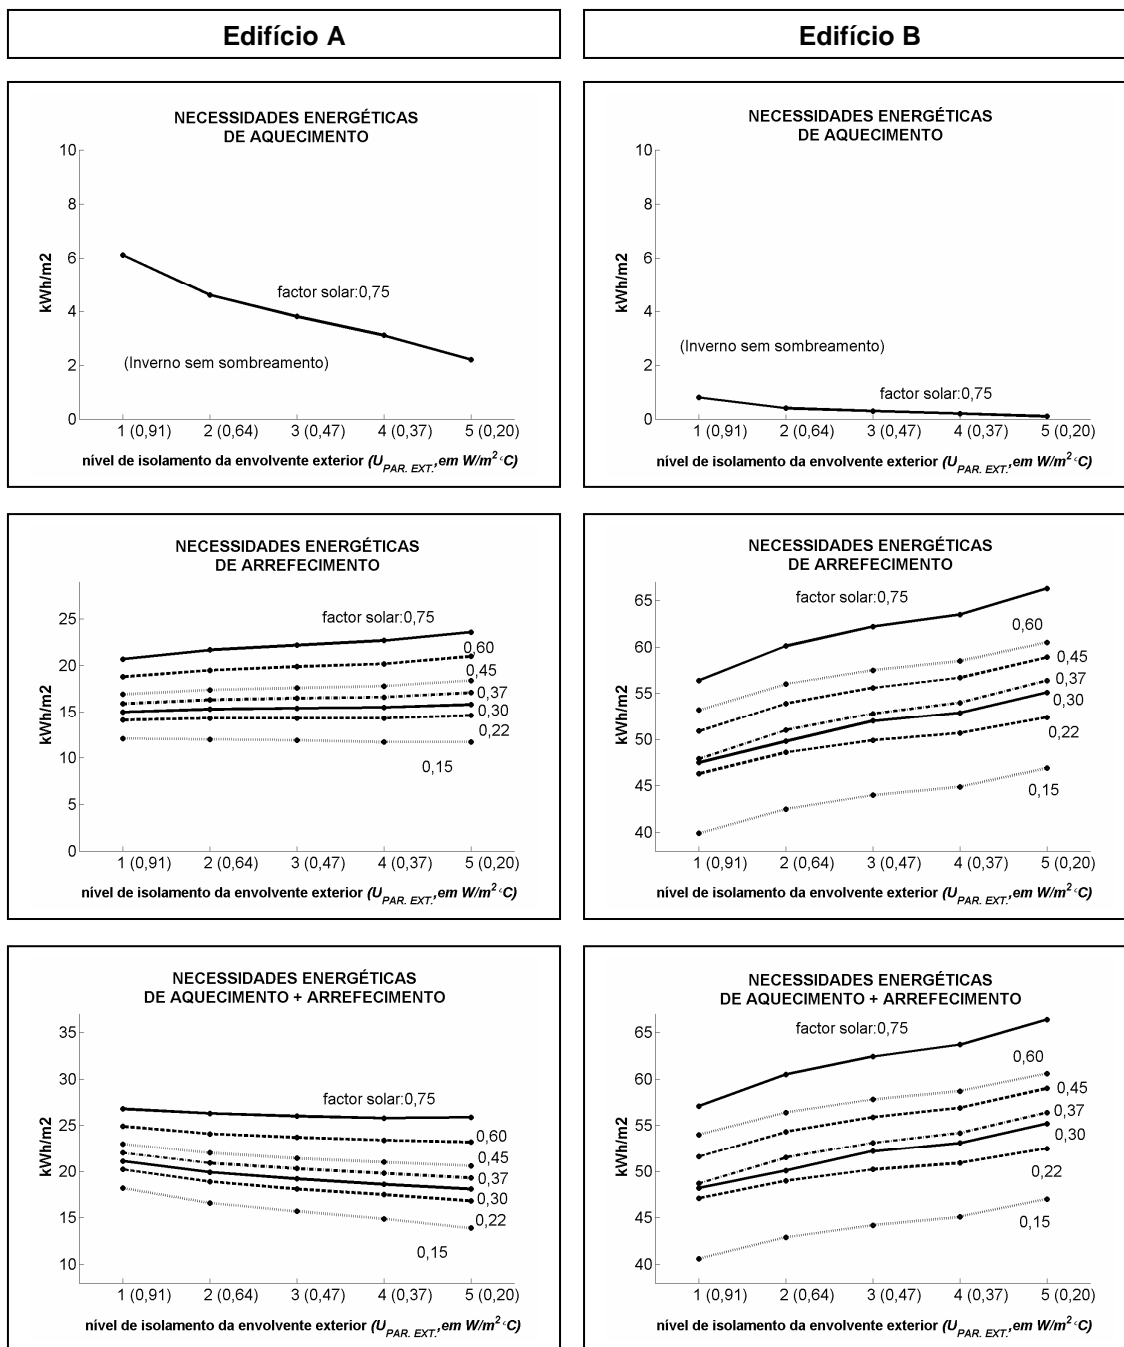 Edifício A
Edifício B
NECESSIDADES ENERGÉTICAS
DE AQUECIMENTO
10
8
6
4
2
0
kWh/m2
factor solar:0,75
(Inverno sem sombreamento)
1 (0,91) 2 (0,64) 3 (0,47) 4 (0,37) 5 (0,20)
nível de isolamento da envolvente exterior (U PAR. EXT., em W/m² °C)
NECESSIDADES ENERGÉTICAS
DE AQUECIMENTO
10
8
6
4
2
0
kWh/m2
(Inverno sem sombreamento)
factor solar:0,75
1 (0,91) 2 (0,64) 3 (0,47) 4 (0,37) 5 (0,20)
nível de isolamento da envolvente exterior (U PAR. EXT., em W/m² °C)
NECESSIDADES ENERGÉTICAS
DE ARREFECIMENTO
25
20
15
10
5
0
kWh/m2
factor solar:0,75
0,60
0,45
0,37
0,30
0,22
0,15
1 (0,91) 2 (0,64) 3 (0,47) 4 (0,37) 5 (0,20)
nível de isolamento da envolvente exterior (U PAR. EXT., em W/m² °C)
NECESSIDADES ENERGÉTICAS
DE ARREFECIMENTO
65
60
55
50
45
40
kWh/m2
factor solar:0,75
0,60
0,45
0,37
0,30
0,22
0,15
1 (0,91) 2 (0,64) 3 (0,47) 4 (0,37) 5 (0,20)
nível de isolamento da envolvente exterior (U PAR. EXT., em W/m² °C)
NECESSIDADES ENERGÉTICAS
DE AQUECIMENTO + ARREFECIMENTO
35
30
25
20
15
10
kWh/m2
factor solar:0,75
0,60
0,45
0,37
0,30
0,22
0,15
1 (0,91) 2 (0,64) 3 (0,47) 4 (0,37) 5 (0,20)
nível de isolamento da envolvente exterior (U PAR. EXT., em W/m² °C)
NECESSIDADES ENERGÉTICAS
DE AQUECIMENTO + ARREFECIMENTO
65
60
55
50
45
40
kWh/m2
factor solar:0,75
0,60
0,45
0,37
0,30
0,22
0,15
1 (0,91) 2 (0,64) 3 (0,47) 4 (0,37) 5 (0,20)
nível de isolamento da envolvente exterior (U PAR. EXT., em W/m² °C)